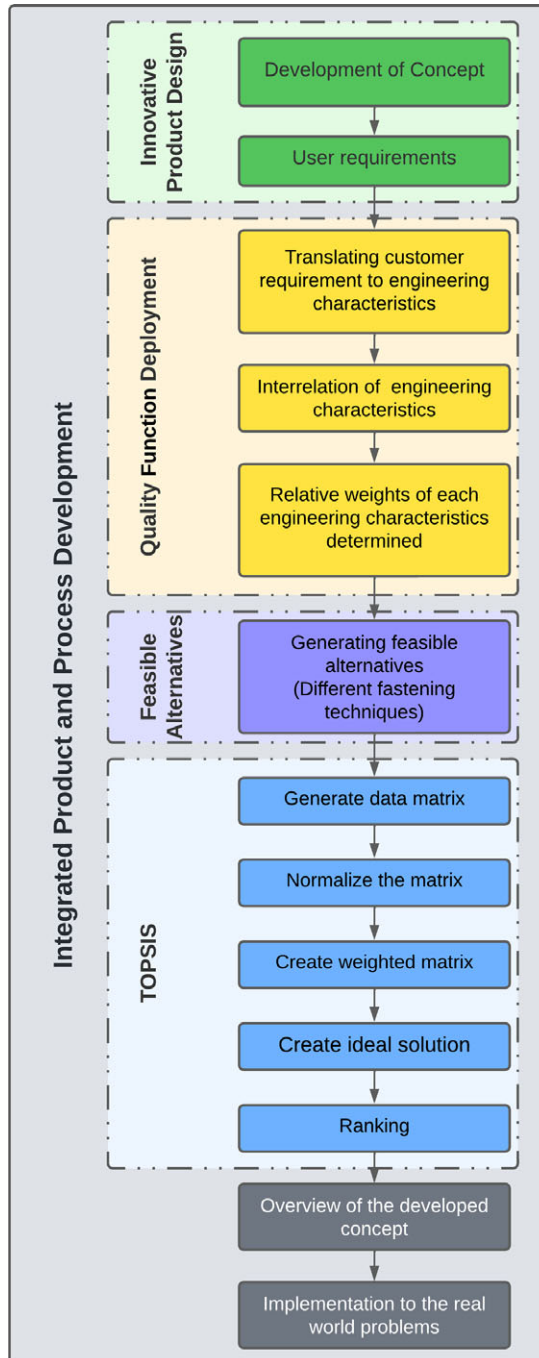 Integrated Product and Process Development
Innovative
Product Design
Development of Concept
User requirements
Quality Function Deployment
Translating customer
requirement to engineering
characteristics
Interrelation of engineering
characteristics
Relative weights of each
engineering characteristics
determined
Feasible
Alternatives
Generating feasible
alternatives
(Different fastening
techniques)
TOPSIS
Generate data matrix
Normalize the matrix
Create weighted matrix
Create ideal solution
Ranking
Overview of the developed
concept
Implementation to the real
world problems